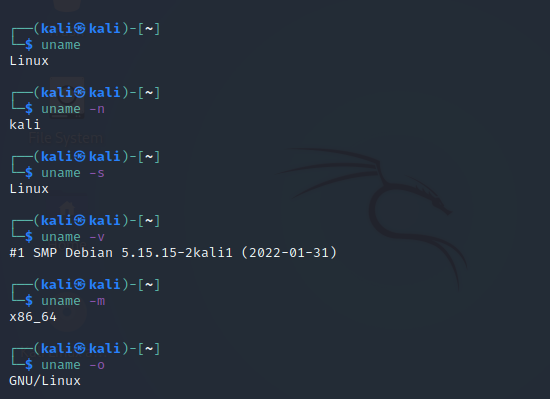 ┌──(kali㉿kali)-[~]
└─$ uname
Linux
┌──(kali㉿kali)-[~]
└─$ uname -n
kali
┌──(kali㉿kali)-[~]
└─$ uname -s
Linux
┌──(kali㉿kali)-[~]
└─$ uname -v
#1 SMP Debian 5.15.15-2kali1 (2022-01-31)
┌──(kali㉿kali)-[~]
└─$ uname -m
x86_64
┌──(kali㉿kali)-[~]
└─$ uname -o
GNU/Linux